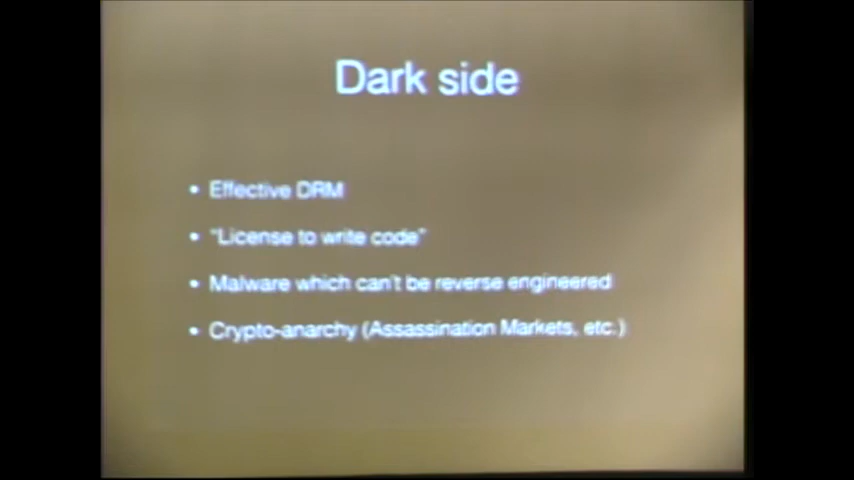 Dark side
• Effective DRM
• "License to write code"
• Malware which can't be reverse engineered
• Crypto-anarchy (Assassination Markets, etc.)